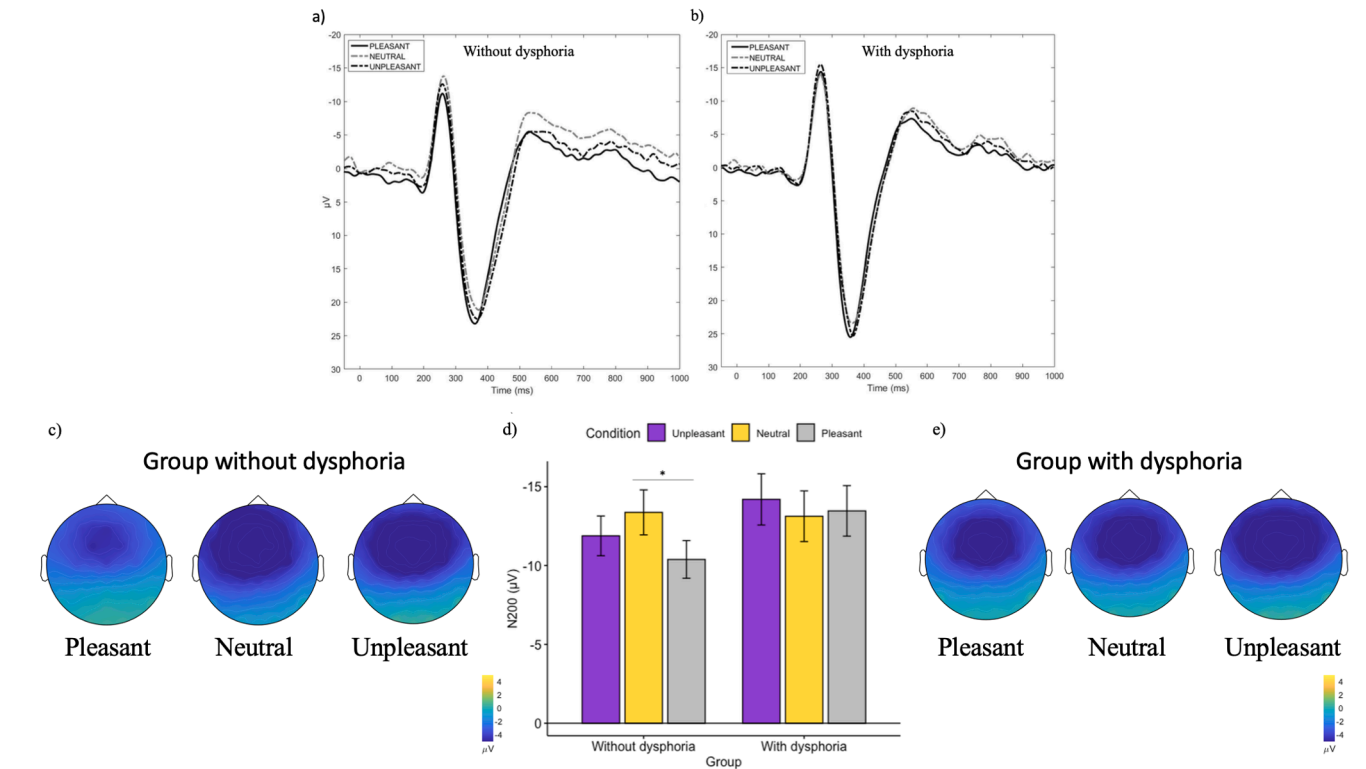 a)
PLEASANT
NEUTRAL
UNPLEASANT
Without dysphoria
-20
-15
-10
-5
0
5
10
15
20
25
30
μV
0 100 200 300 400 500 600 700 800 900 1000
Time (ms)
b)
PLEASANT
NEUTRAL
UNPLEASANT
With dysphoria
-20
-15
-10
-5
0
5
10
15
20
25
30
0 100 200 300 400 500 600 700 800 900 1000
Time (ms)
c)
Group without dysphoria
Pleasant Neutral Unpleasant
4
2
0
-2
-4
μV
d)
Condition Unpleasant Neutral Pleasant
*
-15
-10
-5
0
N200 (μV)
Without dysphoria With dysphoria
Group
e)
Group with dysphoria
Pleasant Neutral Unpleasant
4
2
0
-2
-4
μV